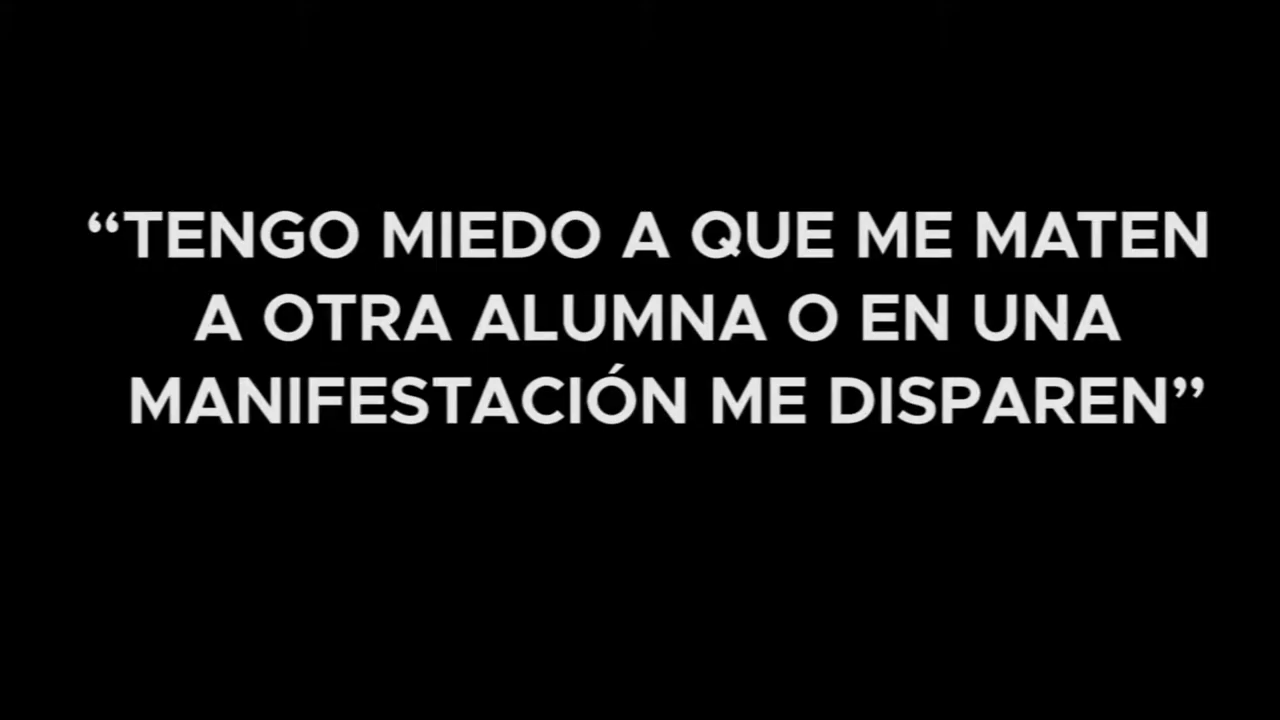 “TENGO MIEDO A QUE ME MATEN
A OTRA ALUMNA O EN UNA
MANIFESTACIÓN ME DISPAREN”